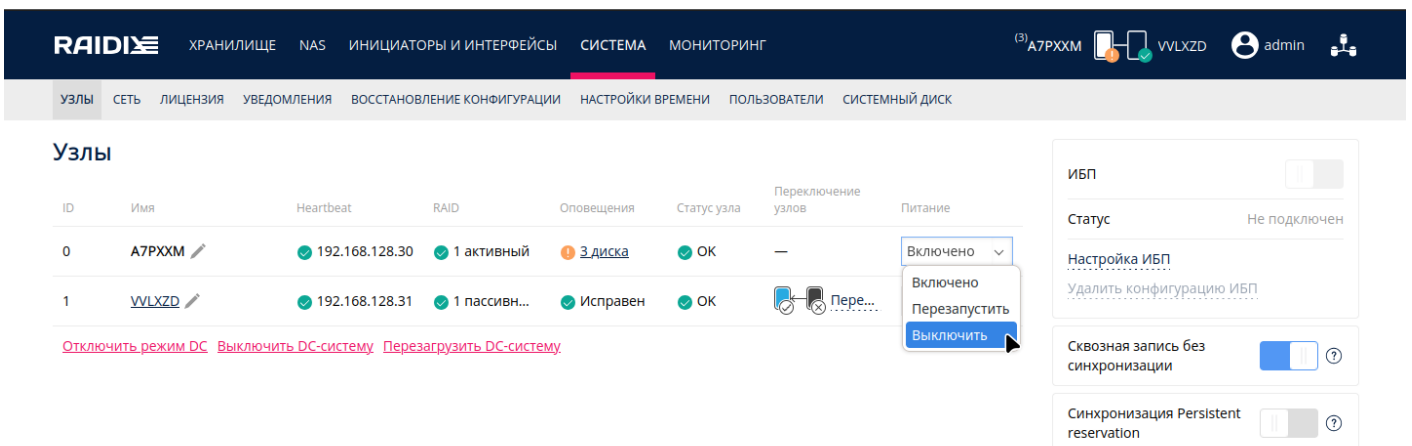 RAIDIX ХРАНИЛИЩЕ NAS ИНИЦИАТОРЫ И ИНТЕРФЕЙСЫ СИСТЕМА МОНИТОРИНГ (3)A7PXXM VVLXZD admin
УЗЛЫ СЕТЬ ЛИЦЕНЗИЯ УВЕДОМЛЕНИЯ ВОССТАНОВЛЕНИЕ КОНФИГУРАЦИИ НАСТРОЙКИ ВРЕМЕНИ ПОЛЬЗОВАТЕЛИ СИСТЕМНЫЙ ДИСК
Узлы
ID Имя Heartbeat RAID Оповещения Статус узла Переключение узлов Питание
0 A7PXXM 192.168.128.30 1 активный 3 диска OK — Включено
1 VVLXZD 192.168.128.31 1 пассивн... Исправен OK Пере...
Включено
Перезапустить
Выключить
Отключить режим DC Выключить DC-систему Перезагрузить DC-систему
ИБП
Статус Не подключен
Настройка ИБП
Удалить конфигурацию ИБП
Сквозная запись без
синхронизации
Синхронизация Persistent
reservation